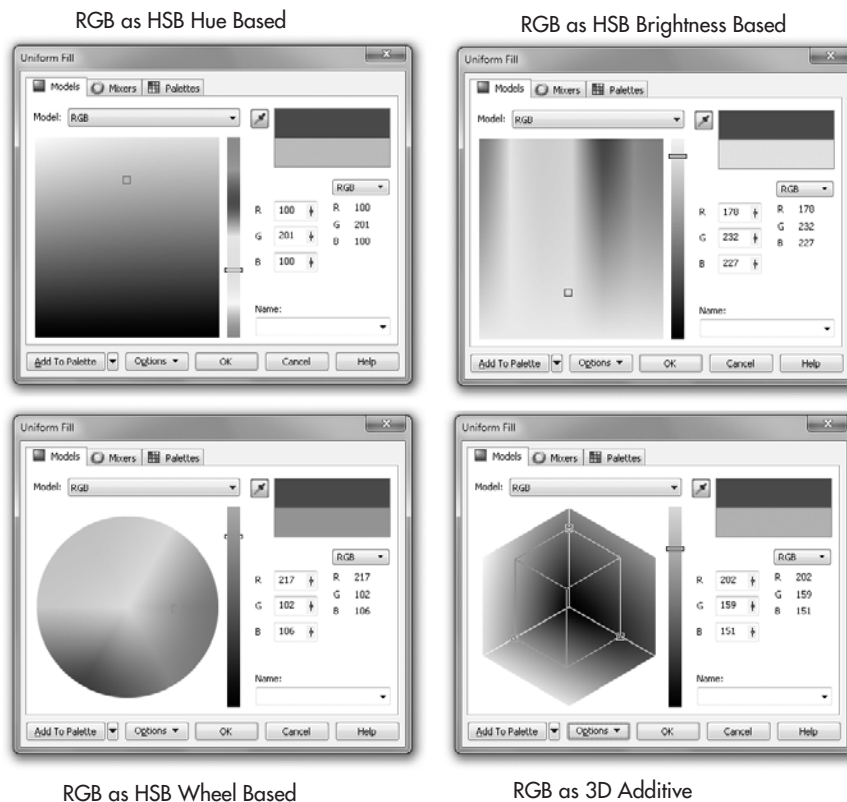 RGB as HSB Hue Based
RGB as HSB Brightness Based
Uniform Fill
Models Mixers Palettes
Model: RGB
RGB
R 100 R 100
G 201 G 201
B 100 B 100
Name:
Add To Palette Options OK Cancel Help
Uniform Fill
Models Mixers Palettes
Model: RGB
RGB
R 178 R 178
G 232 G 232
B 227 B 227
Name:
Add To Palette Options OK Cancel Help
Uniform Fill
Models Mixers Palettes
Model: RGB
RGB
R 217 R 217
G 102 G 102
B 106 B 106
Name:
Add To Palette Options OK Cancel Help
Uniform Fill
Models Mixers Palettes
Model: RGB
RGB
R 202 R 202
G 159 G 159
B 151 B 151
Name:
Add To Palette Options OK Cancel Help
RGB as HSB Wheel Based
RGB as 3D Additive